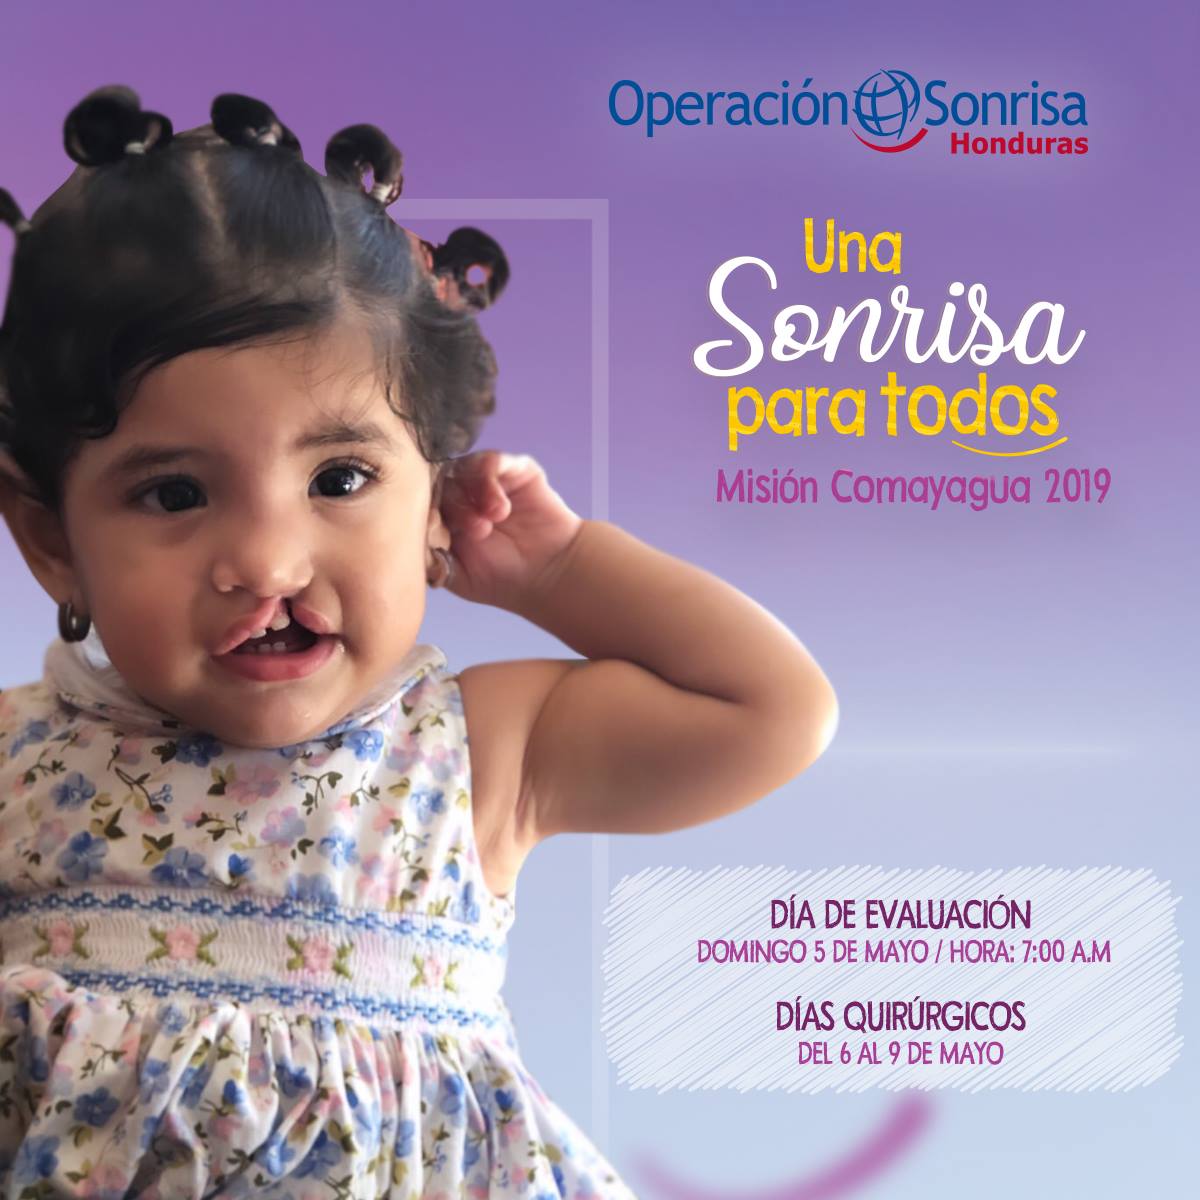 Operación Sonrisa
Honduras
Una
Sonrisa
para todos
Misión Comayagua 2019
DÍA DE EVALUACIÓN
DOMINGO 5 DE MAYO / HORA: 7:00 A.M
DÍAS QUIRÚRGICOS
DEL 6 AL 9 DE MAYO